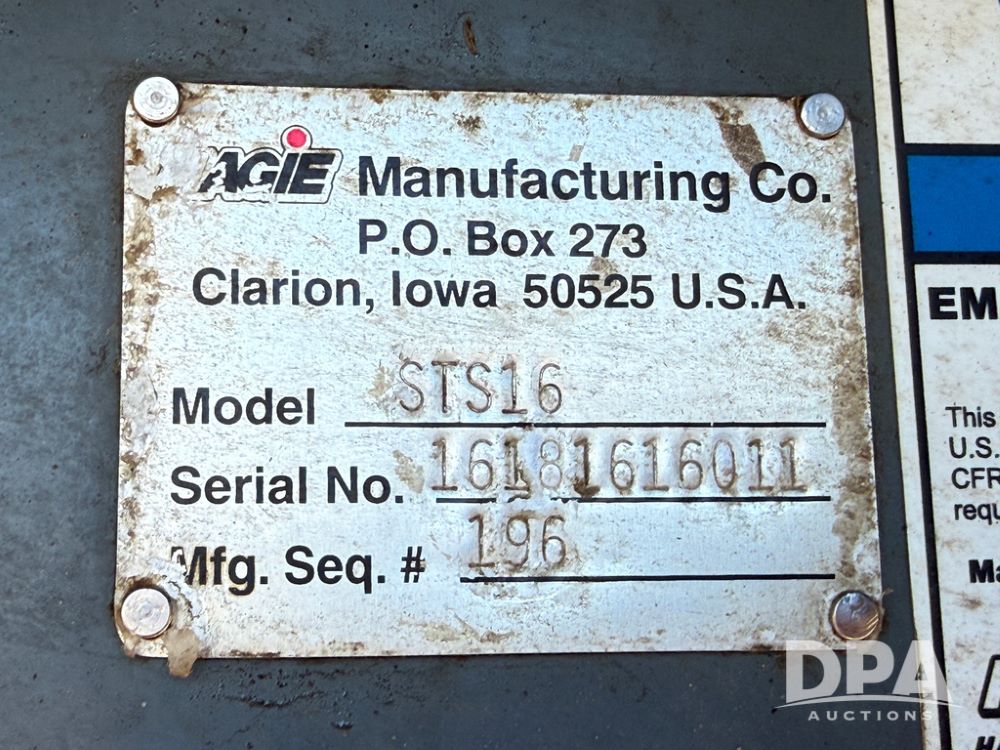 AGiE Manufacturing Co.
P.O. Box 273
Clarion, Iowa 50525 U.S.A.
Model STS16
Serial No. 16181616011
Mfg. Seq. # 196
EM
This
U.S.
CFR
requ
Ma
DPA
AUCTIONS